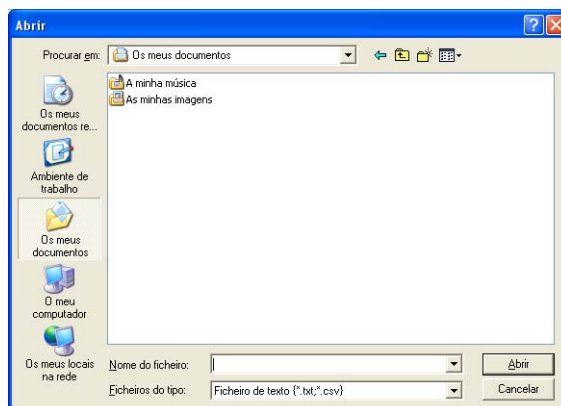 Abrir
Procurar em:
Os meus documentos
A minha música
As minhas imagens
Os meus
documentos re...
Ambiente de
trabalho
Os meus
documentos
O meu
computador
Os meus locais
na rede
Nome do ficheiro:
Abrir
Ficheiros do tipo:
Ficheiro de texto {*.txt;*.csv}
Cancelar